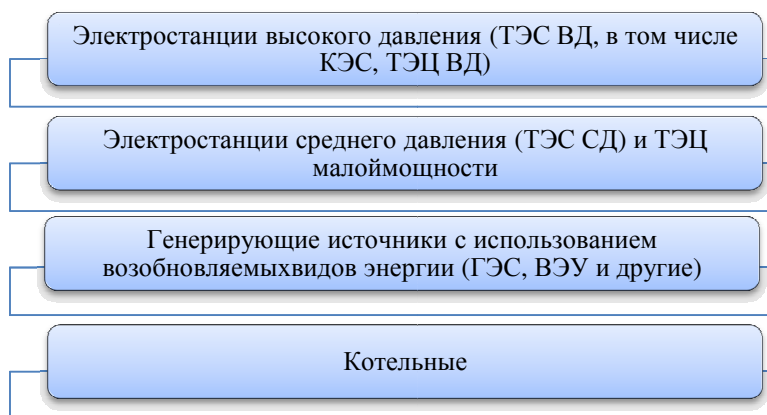 Электростанции высокого давления (ТЭС ВД, в том числе
КЭС, ТЭЦ ВД)
Электростанции среднего давления (ТЭС СД) и ТЭЦ
малоймощности
Генерирующие источники с использованием
возобновляемыхвидов энергии (ГЭС, ВЭУ и другие)
Котельные